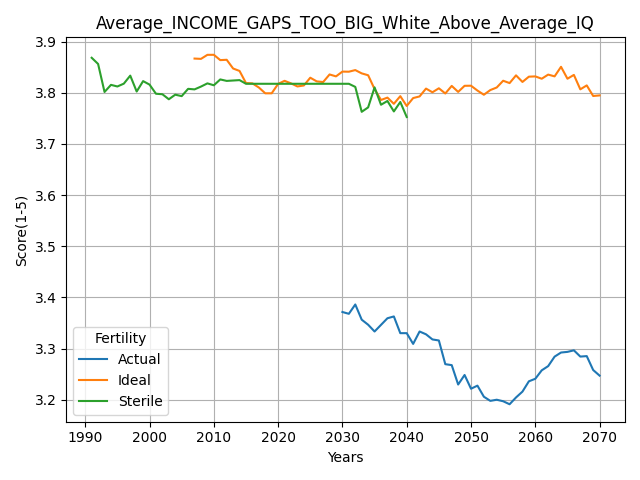 Average_INCOME_GAPS_TOO_BIG_White_Above_Average_IQ
3.9
3.8
3.7
3.6
3.5
3.4
3.3
3.2
Score(1-5)
Fertility
Actual
Ideal
Sterile
1990 2000 2010 2020 2030 2040 2050 2060 2070
Years